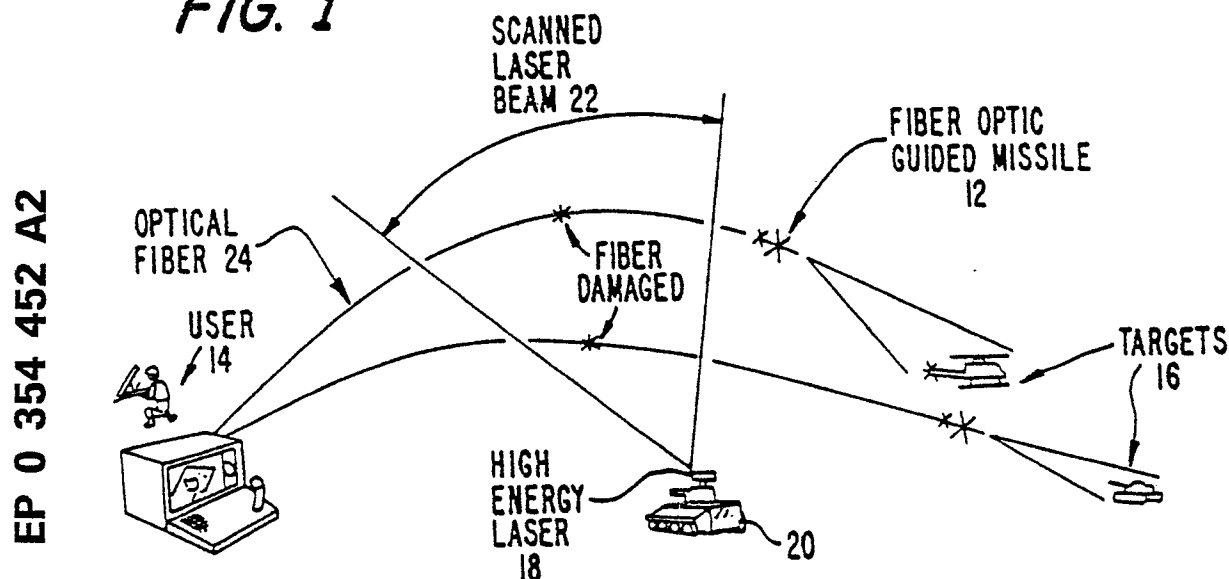 FIG. 1
SCANNED
LASER
BEAM 22
FIBER OPTIC
GUIDED MISSILE
12
OPTICAL
FIBER 24
FIBER
DAMAGED
USER
14
TARGETS
16
HIGH
ENERGY
LASER
18
20
EP 0 354 452 A2